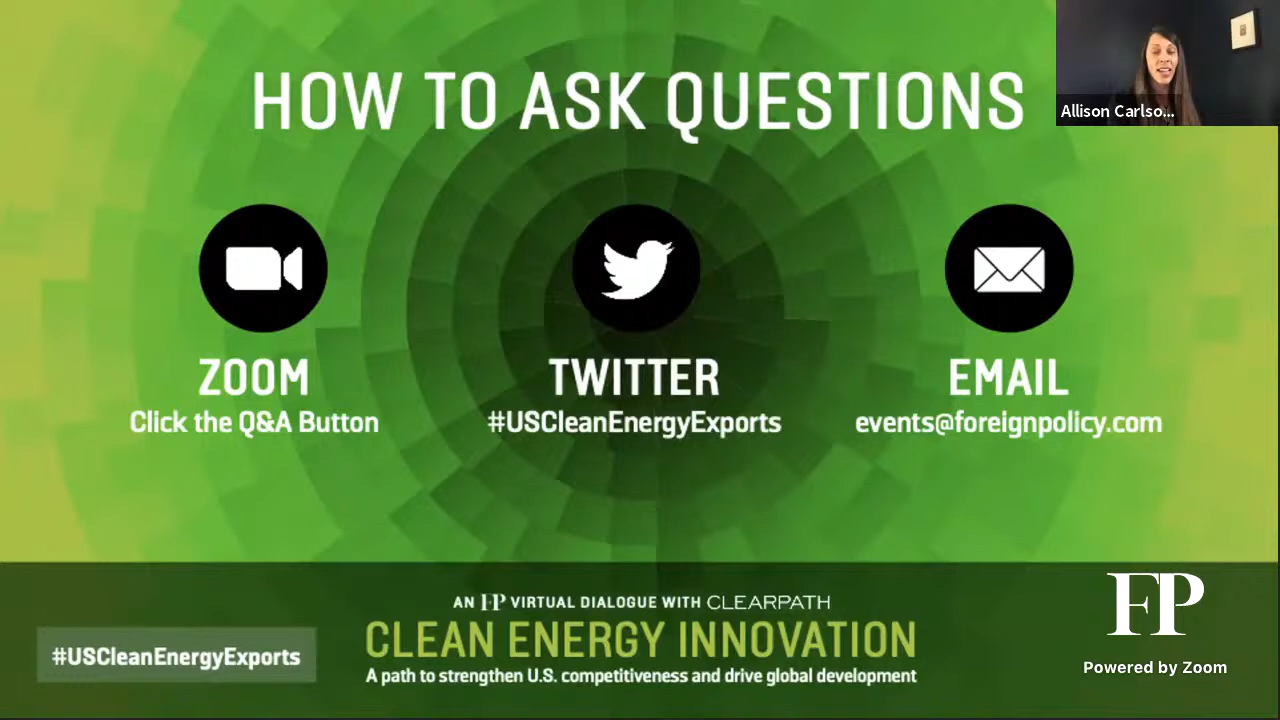 HOW TO ASK QUESTIONS
Allison Carlso...
ZOOM
Click the Q&A Button
TWITTER
#USCleanEnergyExports
EMAIL
events@foreignpolicy.com
#USCleanEnergyExports
AN FP VIRTUAL DIALOGUE WITH CLEARPATH
CLEAN ENERGY INNOVATION
A path to strengthen U.S. competitiveness and drive global development
FP
Powered by Zoom